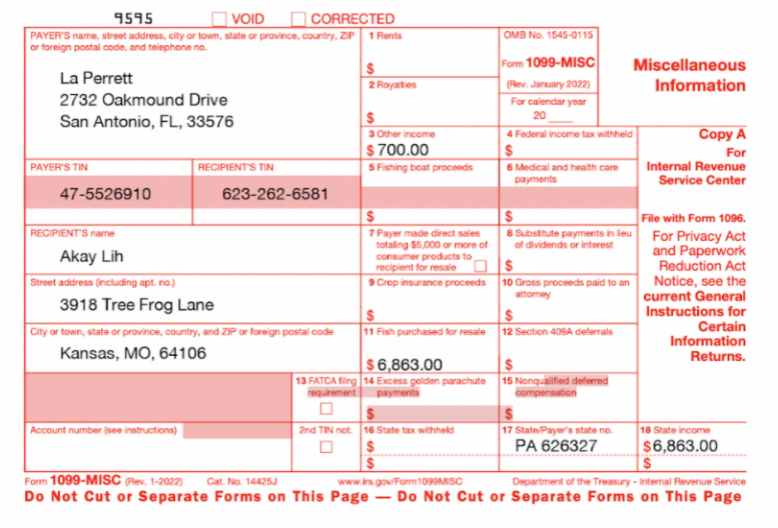 9595
VOID
CORRECTED
PAYER'S name, street address, city or town, state or province, country, ZIP
or foreign postal code, and telephone no.
La Perrett
2732 Oakmound Drive
San Antonio, FL, 33576
1 Rents
$
2 Royalties
$
OMB No. 1545-0115
Form 1099-MISC
(Rev. January 2022)
For calendar year
20 ____
Miscellaneous
Information
3 Other income
$ 700.00
4 Federal income tax withheld
$
Copy A
For
Internal Revenue
Service Center
File with Form 1096.
For Privacy Act
and Paperwork
Reduction Act
Notice, see the
current General
Instructions for
Certain
Information
Returns.
PAYER'S TIN
47-5526910
RECIPIENT'S TIN
623-262-6581
5 Fishing boat proceeds
$
6 Medical and health care
payments
$
RECIPIENT'S name
Akay Lih
7 Payer made direct sales
totaling $5,000 or more of
consumer products to
recipient for resale
8 Substitute payments in lieu
of dividends or interest
$
Street address (including apt. no.)
3918 Tree Frog Lane
9 Crop insurance proceeds
$
10 Gross proceeds paid to an
attorney
$
City or town, state or province, country, and ZIP or foreign postal code
Kansas, MO, 64106
11 Fish purchased for resale
$ 6,863.00
12 Section 409A deferrals
$
13 FATCA filing
requirement
14 Excess golden parachute
payments
$
15 Nonqualified deferred
compensation
$
Account number (see instructions)
2nd TIN not.
16 State tax withheld
$
$
17 State/Payer's state no.
PA 626327
18 State income
$ 6,863.00
$
Form 1099-MISC (Rev. 1-2022)
Cat. No. 14425J
www.irs.gov/Form1099MISC
Department of the Treasury - Internal Revenue Service
Do Not Cut or Separate Forms on This Page — Do Not Cut or Separate Forms on This Page